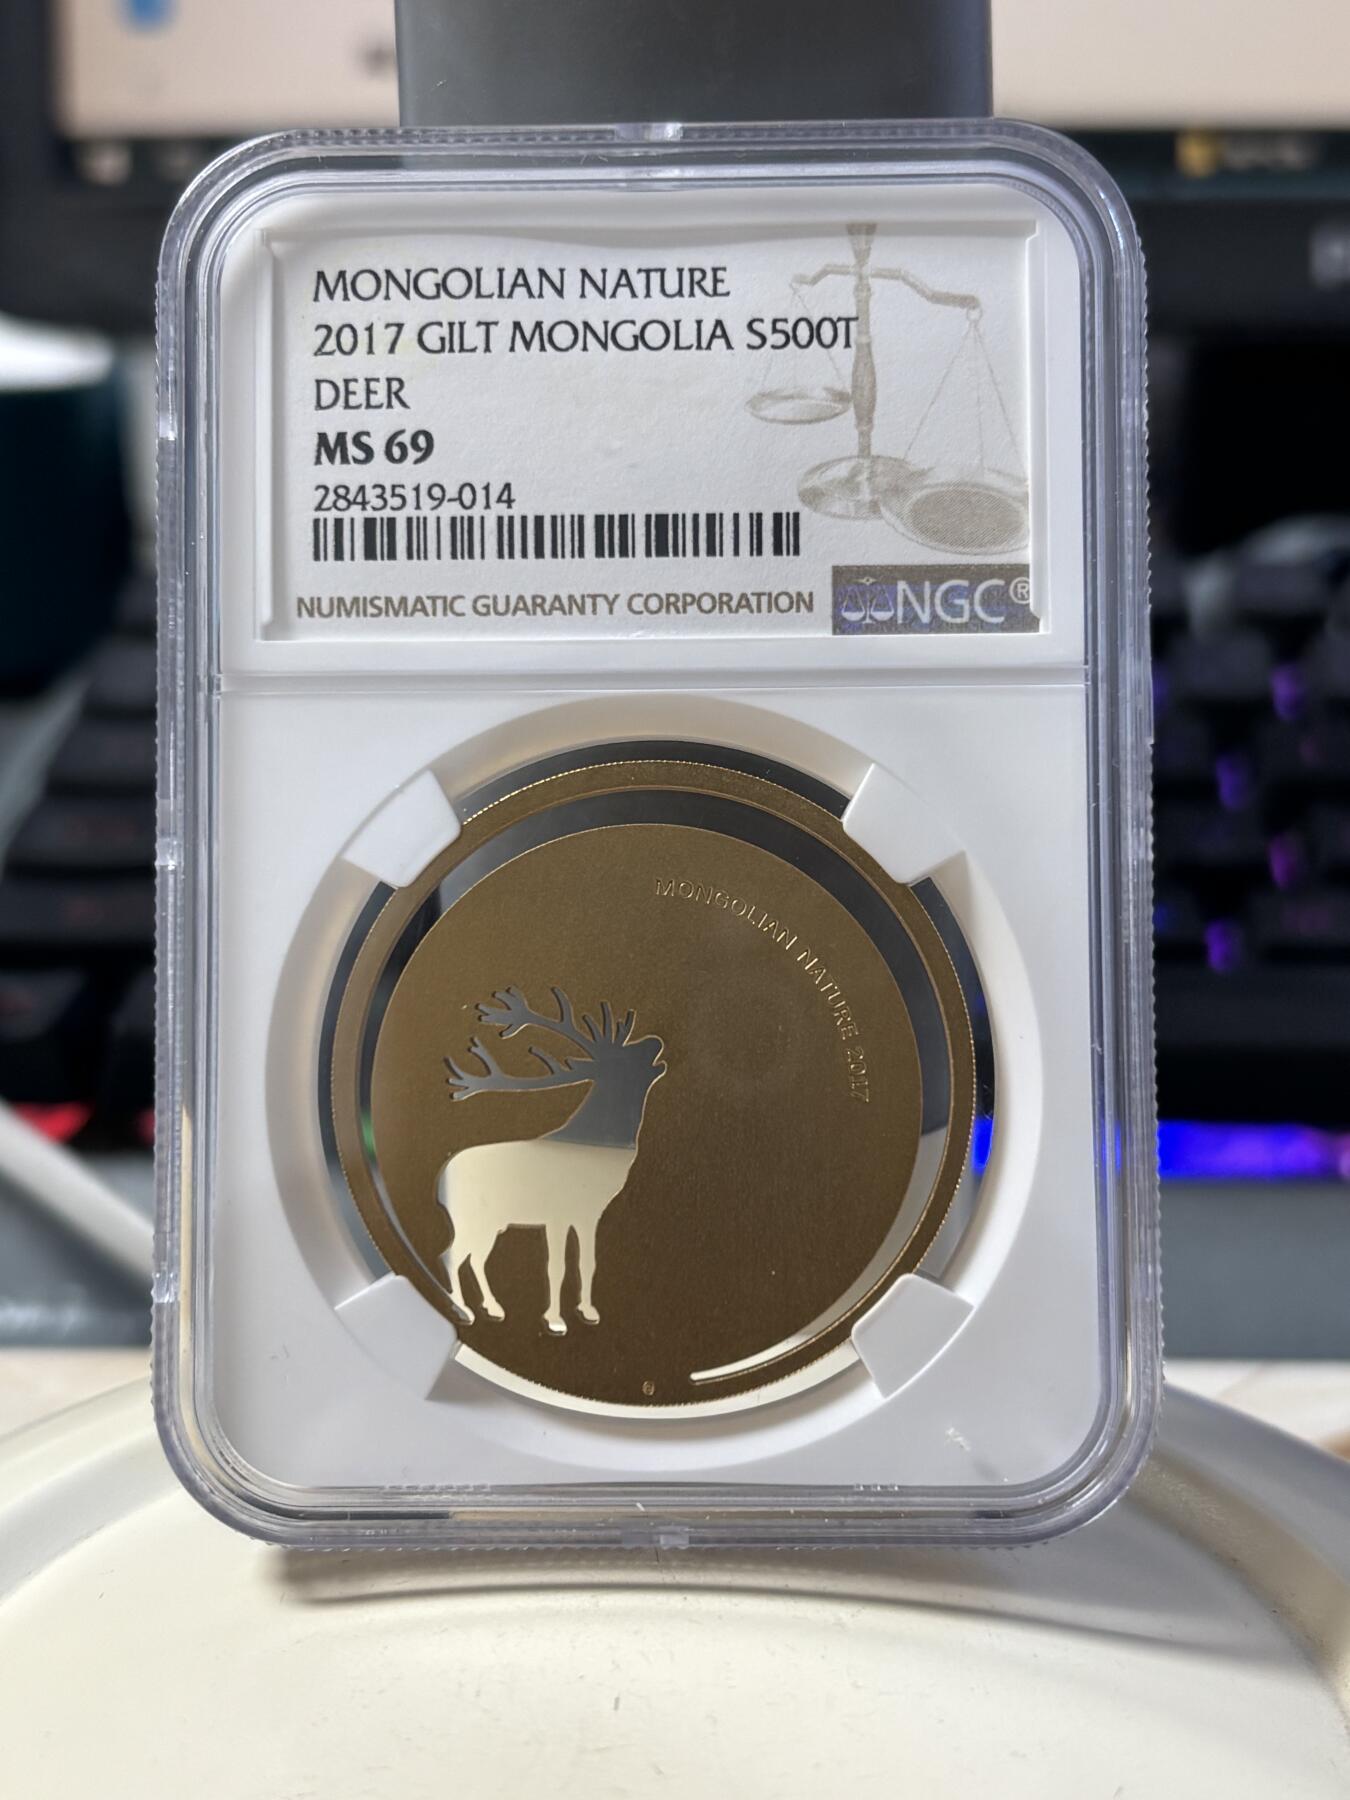 MONGOLIAN NATURE
2017 GILT MONGOLIA S500T
DEER
MS 69
2843519-014
NUMISMATIC GUARANTY CORPORATION
NGC®
MONGOLIAN NATURE 2017